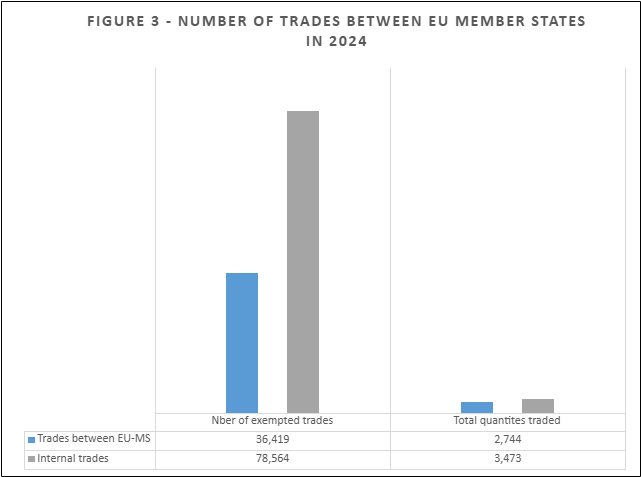 FIGURE 3 - NUMBER OF TRADES BETWEEN EU MEMBER STATES
IN 2024
Nber of exempted trades Total quantites traded
Trades between EU-MS 36,419 2,744
Internal trades 78,564 3,473